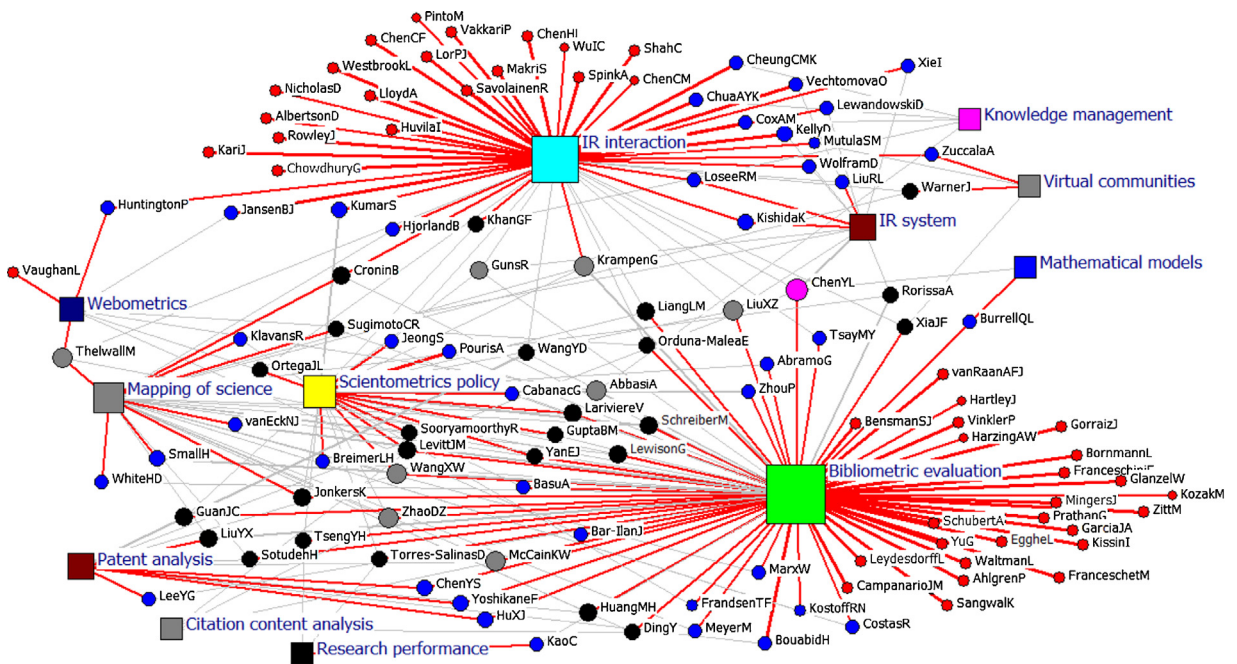 PintoM
VakkariP
ChenCF
ChenHI
WuIC
ShahC
LorPJ
CheungCMK
XieI
WestbrookL
MakriS
SpinkA
ChenCM
VechtomovaO
NicholasD
LloydA
SavolainenR
ChuaAYK
LewandowskiD
AlbertsonD
CoxAM
Knowledge management
HuvilaI
KellyD
RowleyJ
IR interaction
MutulaSM
KariJ
ZuccalaA
ChowdhuryG
WolframD
LoseeRM
LiuRL
Virtual communities
WarnerJ
HuntingtonP
JansenBJ
KumarS
KhanGF
KishidaK
IR system
HjorlandB
VaughanL
CroninB
GunsR
KrampenG
Mathematical models
ChenYL
RorissaA
Webometrics
LiangLM
LiuXZ
SugimotoCR
XiaJF
BurrellQL
KlavansR
JeongS
TsayMY
ThelwallM
PourisA
WangYD
Orduna-MaleaE
OrtegaJL
AbramoG
vanRaanAFJ
Mapping of science
Scientometrics policy
CabanacG
AbbasiA
ZhouP
HartleyJ
LariviereV
vanEckNJ
SchreiberM
BensmanSJ
VinklerP
GorraizJ
SooryamoorthyR
Gupta8M
HarzingAW
LevittJM
YanEJ
LewisonG
BornmannL
SmallH
BreimerLH
WangXW
Bibliometric evaluation
GlanzelW
WhiteHD
BasuA
JonkersK
MingersJ
KozakM
GuanJC
ZhaoDZ
PrathanG
ZittM
SchubertA
GarciaJA
LiuYX
TsengYH
Bar-IlanJ
YuG
EggheL
KissinI
Patent analysis
SotudehH
Torres-SalinasD
McCainKW
LeydesdorffL
WaltmanL
MarxW
AhlgrenP
FranceschetM
ChenYS
CampanarioJM
LeeYG
YoshikaneF
FrandsenTF
KostoffRN
SangwalK
HuXJ
HuangMH
Citation content analysis
DingY
MeyerM
CostasR
Research performance
KaoC
BouabidH